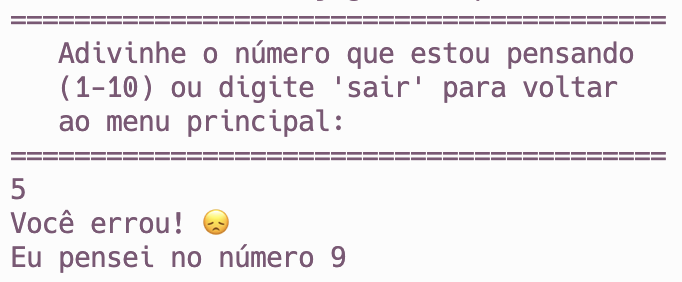 =========================================
Adivinhe o número que estou pensando
(1-10) ou digite 'sair' para voltar
ao menu principal:
=========================================
5
Você errou! 😞
Eu pensei no número 9